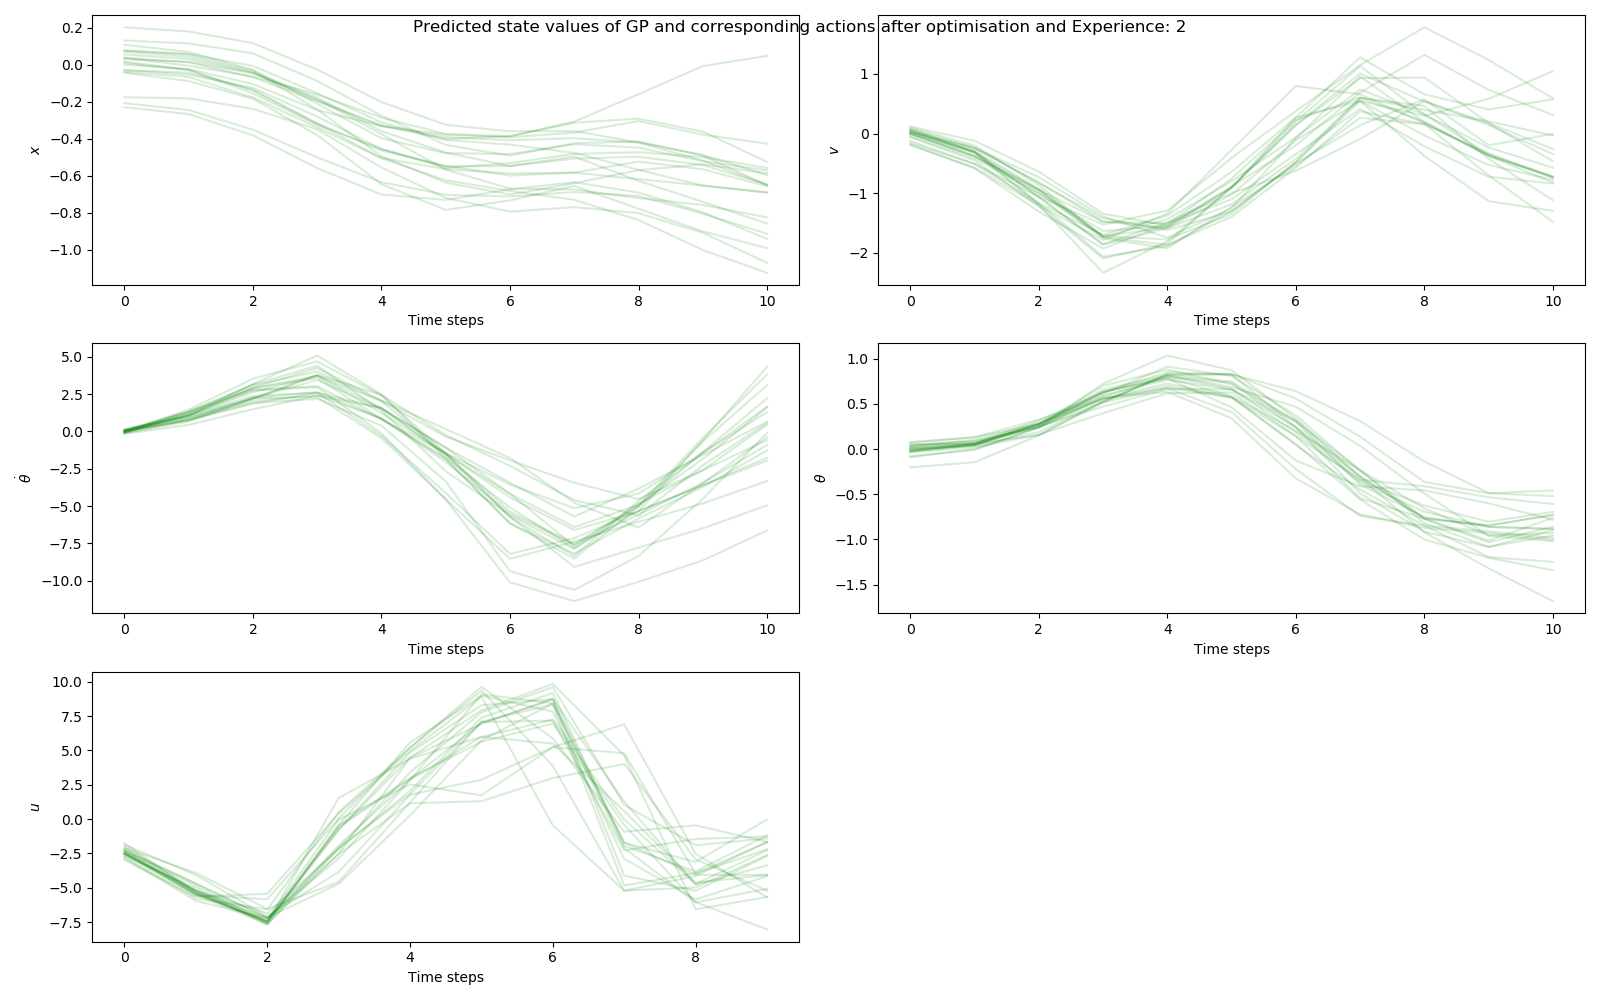 Predicted state values of GP and corresponding actions after optimisation and Experience: 2
0.2
0.0
−0.2
−0.4
−0.6
−0.8
−1.0
x
0 2 4 6 8 10
Time steps
1
0
−1
−2
v
0 2 4 6 8 10
Time steps
5.0
2.5
0.0
−2.5
−5.0
−7.5
−10.0
θ̇
0 2 4 6 8 10
Time steps
1.0
0.5
0.0
−0.5
−1.0
−1.5
θ
0 2 4 6 8 10
Time steps
10.0
7.5
5.0
2.5
0.0
−2.5
−5.0
−7.5
u
0 2 4 6 8
Time steps